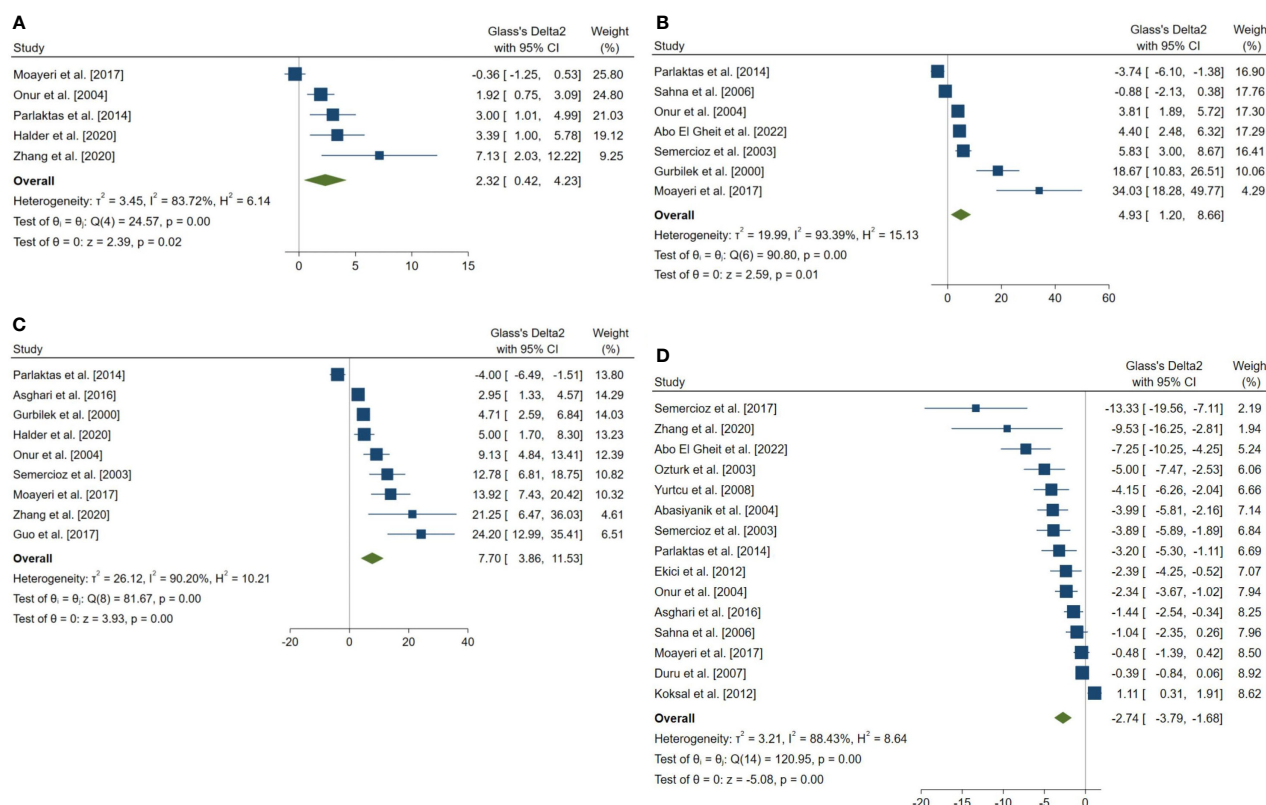 A
Glass's Delta2 Weight
Study with 95% CI (%)
Moayeri et al. [2017] -0.36 [ -1.25, 0.53] 25.80
Onur et al. [2004] 1.92 [ 0.75, 3.09] 24.80
Parlaktas et al. [2014] 3.00 [ 1.01, 4.99] 21.03
Halder et al. [2020] 3.39 [ 1.00, 5.78] 19.12
Zhang et al. [2020] 7.13 [ 2.03, 12.22] 9.25
Overall 2.32 [ 0.42, 4.23]
Heterogeneity: τ² = 3.45, I² = 83.72%, H² = 6.14
Test of θᵢ = θⱼ: Q(4) = 24.57, p = 0.00
Test of θ = 0: z = 2.39, p = 0.02
0 5 10 15
B
Glass's Delta2 Weight
Study with 95% CI (%)
Parlaktas et al. [2014] -3.74 [ -6.10, -1.38] 16.90
Sahna et al. [2006] -0.88 [ -2.13, 0.38] 17.76
Onur et al. [2004] 3.81 [ 1.89, 5.72] 17.30
Abo El Gheit et al. [2022] 4.40 [ 2.48, 6.32] 17.29
Semercioz et al. [2003] 5.83 [ 3.00, 8.67] 16.41
Gurbilek et al. [2000] 18.67 [ 10.83, 26.51] 10.06
Moayeri et al. [2017] 34.03 [ 18.28, 49.77] 4.29
Overall 4.93 [ 1.20, 8.66]
Heterogeneity: τ² = 19.99, I² = 93.39%, H² = 15.13
Test of θᵢ = θⱼ: Q(6) = 90.80, p = 0.00
Test of θ = 0: z = 2.59, p = 0.01
0 20 40 60
C
Glass's Delta2 Weight
Study with 95% CI (%)
Parlaktas et al. [2014] -4.00 [ -6.49, -1.51] 13.80
Asghari et al. [2016] 2.95 [ 1.33, 4.57] 14.29
Gurbilek et al. [2000] 4.71 [ 2.59, 6.84] 14.03
Halder et al. [2020] 5.00 [ 1.70, 8.30] 13.23
Onur et al. [2004] 9.13 [ 4.84, 13.41] 12.39
Semercioz et al. [2003] 12.78 [ 6.81, 18.75] 10.82
Moayeri et al. [2017] 13.92 [ 7.43, 20.42] 10.32
Zhang et al. [2020] 21.25 [ 6.47, 36.03] 4.61
Guo et al. [2017] 24.20 [ 12.99, 35.41] 6.51
Overall 7.70 [ 3.86, 11.53]
Heterogeneity: τ² = 26.12, I² = 90.20%, H² = 10.21
Test of θᵢ = θⱼ: Q(8) = 81.67, p = 0.00
Test of θ = 0: z = 3.93, p = 0.00
-20 0 20 40
D
Glass's Delta2 Weight
Study with 95% CI (%)
Semercioz et al. [2017] -13.33 [ -19.56, -7.11] 2.19
Zhang et al. [2020] -9.53 [ -16.25, -2.81] 1.94
Abo El Gheit et al. [2022] -7.25 [ -10.25, -4.25] 5.24
Ozturk et al. [2003] -5.00 [ -7.47, -2.53] 6.06
Yurtcu et al. [2008] -4.15 [ -6.26, -2.04] 6.66
Abasiyanik et al. [2004] -3.99 [ -5.81, -2.16] 7.14
Semercioz et al. [2003] -3.89 [ -5.89, -1.89] 6.84
Parlaktas et al. [2014] -3.20 [ -5.30, -1.11] 6.69
Ekici et al. [2012] -2.39 [ -4.25, -0.52] 7.07
Onur et al. [2004] -2.34 [ -3.67, -1.02] 7.94
Asghari et al. [2016] -1.44 [ -2.54, -0.34] 8.25
Sahna et al. [2006] -1.04 [ -2.35, 0.26] 7.96
Moayeri et al. [2017] -0.48 [ -1.39, 0.42] 8.50
Duru et al. [2007] -0.39 [ -0.84, 0.06] 8.92
Koksal et al. [2012] 1.11 [ 0.31, 1.91] 8.62
Overall -2.74 [ -3.79, -1.68]
Heterogeneity: τ² = 3.21, I² = 88.43%, H² = 8.64
Test of θᵢ = θⱼ: Q(14) = 120.95, p = 0.00
Test of θ = 0: z = -5.08, p = 0.00
-20 -15 -10 -5 0